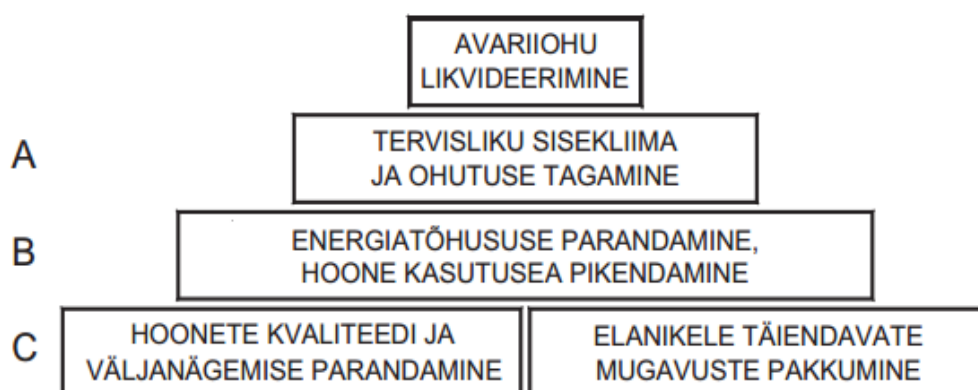 AVARIIOHU
LIKVIDEERIMINE
A
TERVISLIKU SISEKLIIMA
JA OHUTUSE TAGAMINE
B
ENERGIATÕHUSUSE PARANDAMINE,
HOONE KASUTUSEA PIKENDAMINE
C
HOONETE KVALITEEDI JA
VÄLJANÄGEMISE PARANDAMINE
ELANIKELE TÄIENDAVATE
MUGAVUSTE PAKKUMINE